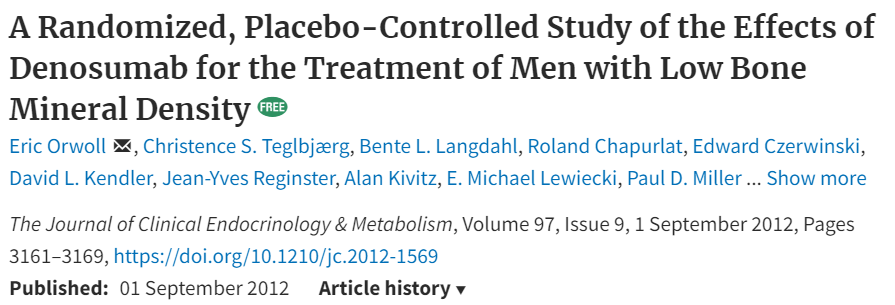 A Randomized, Placebo-Controlled Study of the Effects of
Denosumab for the Treatment of Men with Low Bone
Mineral Density FREE
Eric Orwoll, Christence S. Teglbjærg, Bente L. Langdahl, Roland Chapurlat, Edward Czerwinski,
David L. Kendler, Jean-Yves Reginster, Alan Kivitz, E. Michael Lewiecki, Paul D. Miller ... Show more
The Journal of Clinical Endocrinology & Metabolism, Volume 97, Issue 9, 1 September 2012, Pages
3161–3169, https://doi.org/10.1210/jc.2012-1569
Published: 01 September 2012 Article history ▾